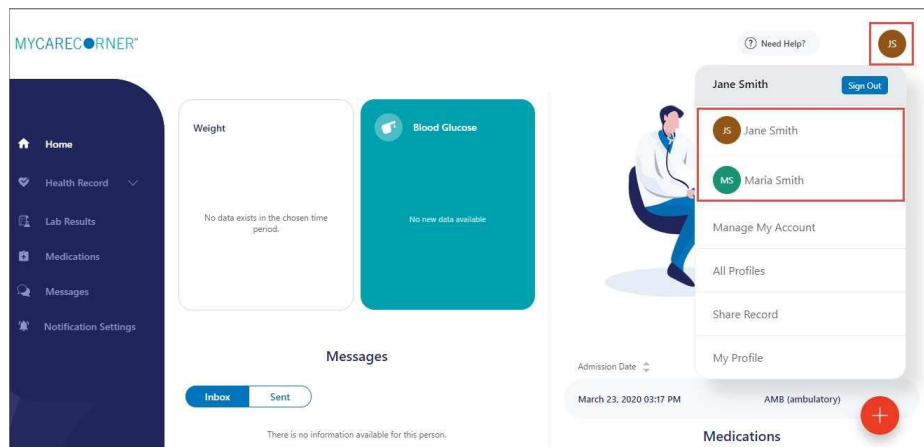 MYCARECORNER™
Need Help?
JS
Jane Smith
Sign Out
JS Jane Smith
MS Maria Smith
Manage My Account
All Profiles
Share Record
My Profile
Home
Health Record
Lab Results
Medications
Messages
Notification Settings
Weight
No data exists in the chosen time
period.
Blood Glucose
No new data available
Messages
Inbox
Sent
There is no information available for this person.
Admission Date
March 23, 2020 03:17 PM
AMB (ambulatory)
Medications